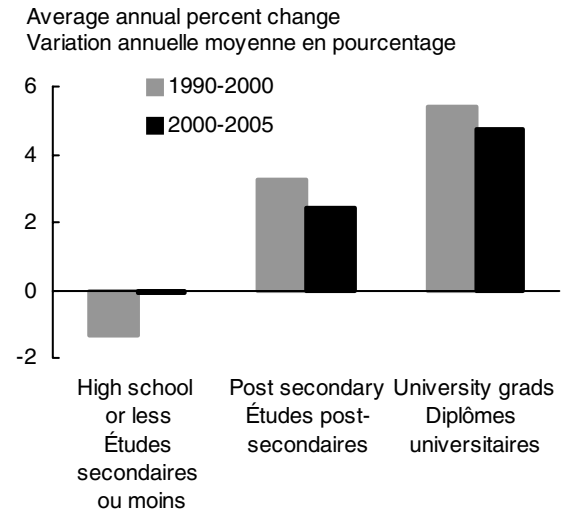 Average annual percent change
Variation annuelle moyenne en pourcentage
6
4
2
0
-2
1990-2000
2000-2005
High school
or less
Études
secondaires
ou moins
Post secondary
Études post-
secondaires
University grads
Diplômes
universitaires